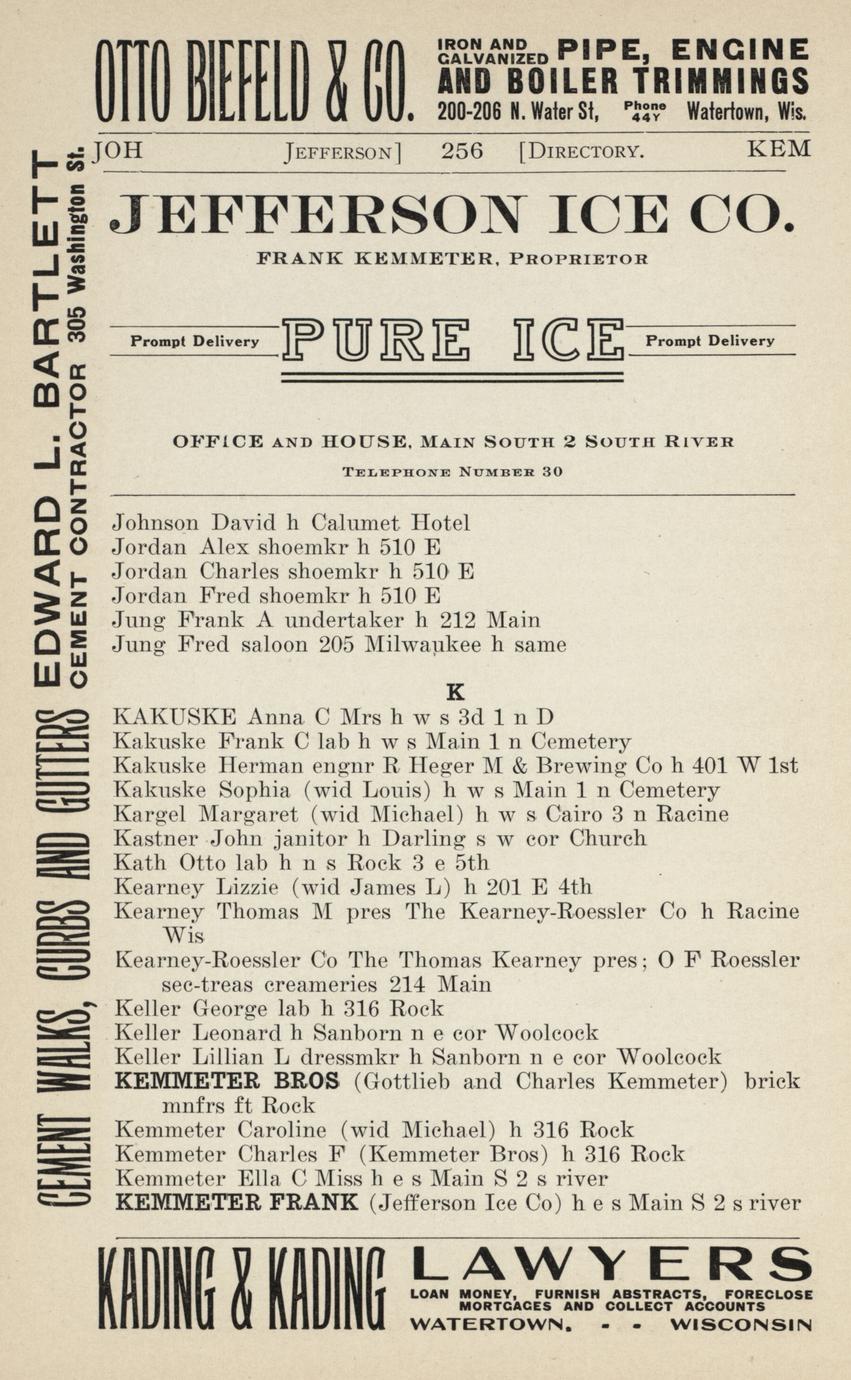 OTTO BIEFELD & CO.
IRON AND GALVANIZED PIPE, ENGINE
AND BOILER TRIMMINGS
200-206 N. Water St, Phone 44Y Watertown, Wis.
JOH JEFFERSON] 256 [DIRECTORY. KEM
EDWARD L. BARTLETT
CEMENT CONTRACTOR 305 Washington St.
CEMENT WALKS, CURBS AND GUTTERS
JEFFERSON ICE CO.
FRANK KEMMETER, PROPRIETOR
Prompt Delivery PURE ICE Prompt Delivery
OFFICE AND HOUSE, MAIN SOUTH 2 SOUTH RIVER
TELEPHONE NUMBER 30
Johnson David h Calumet Hotel
Jordan Alex shoemkr h 510 E
Jordan Charles shoemkr h 510 E
Jordan Fred shoemkr h 510 E
Jung Frank A undertaker h 212 Main
Jung Fred saloon 205 Milwaukee h same
K
KAKUSKE Anna C Mrs h w s 3d 1 n D
Kakuske Frank C lab h w s Main 1 n Cemetery
Kakuske Herman engnr R Heger M & Brewing Co h 401 W 1st
Kakuske Sophia (wid Louis) h w s Main 1 n Cemetery
Kargel Margaret (wid Michael) h w s Cairo 3 n Racine
Kastner John janitor h Darling s w cor Church
Kath Otto lab h n s Rock 3 e 5th
Kearney Lizzie (wid James L) h 201 E 4th
Kearney Thomas M pres The Kearney-Roessler Co h Racine
Wis
Kearney-Roessler Co The Thomas Kearney pres; O F Roessler
sec-treas creameries 214 Main
Keller George lab h 316 Rock
Keller Leonard h Sanborn n e cor Woolcock
Keller Lillian L dressmkr h Sanborn n e cor Woolcock
KEMMETER BROS (Gottlieb and Charles Kemmeter) brick
mnfrs ft Rock
Kemmeter Caroline (wid Michael) h 316 Rock
Kemmeter Charles F (Kemmeter Bros) h 316 Rock
Kemmeter Ella C Miss h e s Main S 2 s river
KEMMETER FRANK (Jefferson Ice Co) h e s Main S 2 s river
KADING & KADING
LAWYERS
LOAN MONEY, FURNISH ABSTRACTS, FORECLOSE
MORTGAGES AND COLLECT ACCOUNTS
WATERTOWN. - - WISCONSIN